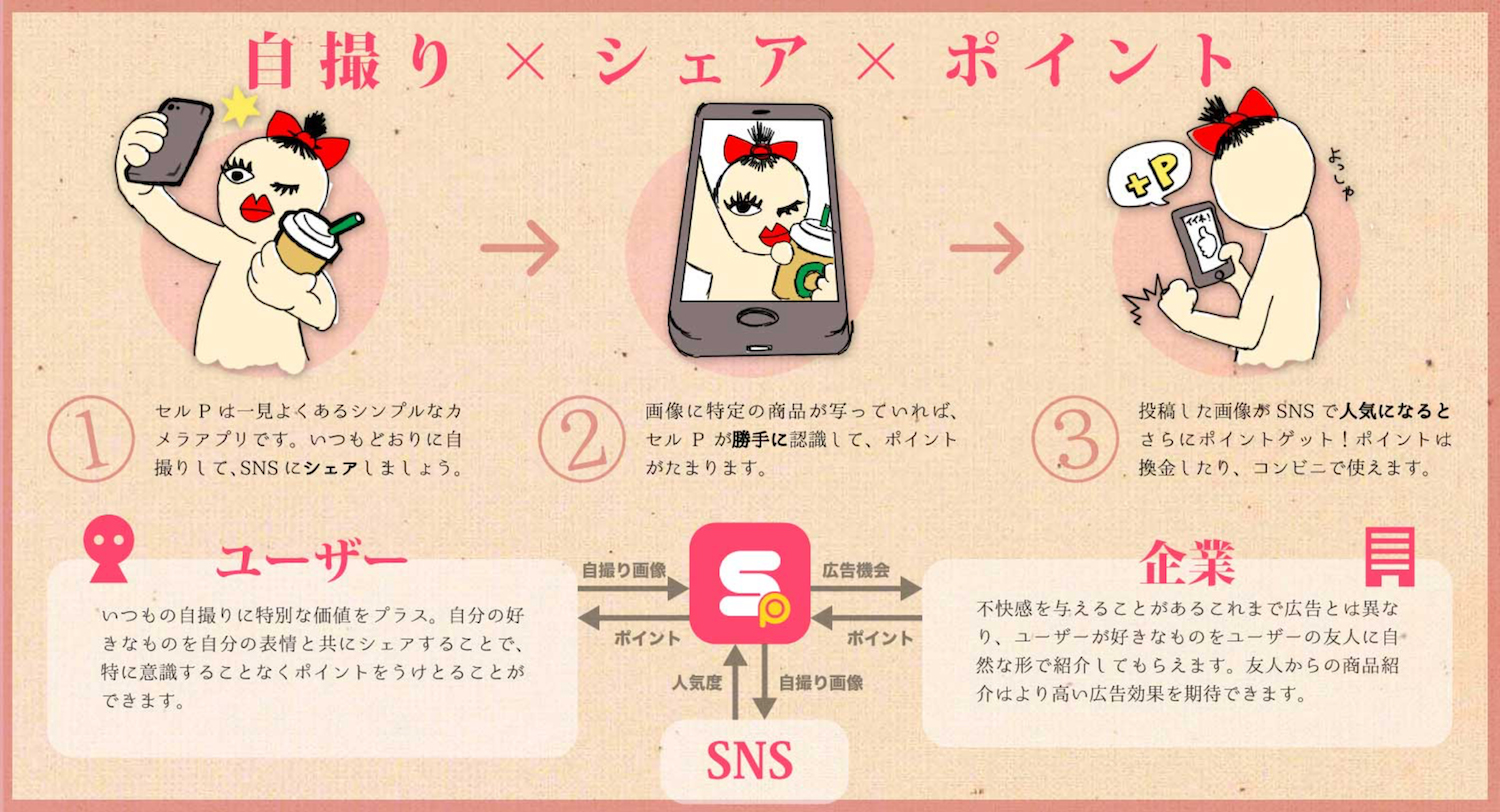 自撮り × シェア × ポイント
+P
イイネ!
よっしゃ
1
セルPは一見よくあるシンプルなカ
メラアプリです。いつもどおりに自
撮りして、SNSにシェアしましょう。
2
画像に特定の商品が写っていれば、
セル P が勝手に認識して、ポイント
がたまります。
3
投稿した画像が SNS で人気になると
さらにポイントゲット！ポイントは
換金したり、コンビニで使えます。
ユーザー
いつもの自撮りに特別な価値をプラス。自分の好
きなものを自分の表情と共にシェアすることで、
特に意識することなくポイントをうけとることが
できます。
自撮り画像
ポイント
SP
広告機会
ポイント
人気度
自撮り画像
SNS
企業
不快感を与えることがあるこれまで広告とは異な
り、ユーザーが好きなものをユーザーの友人に自
然な形で紹介してもらえます。友人からの商品紹
介はより高い広告効果を期待できます。